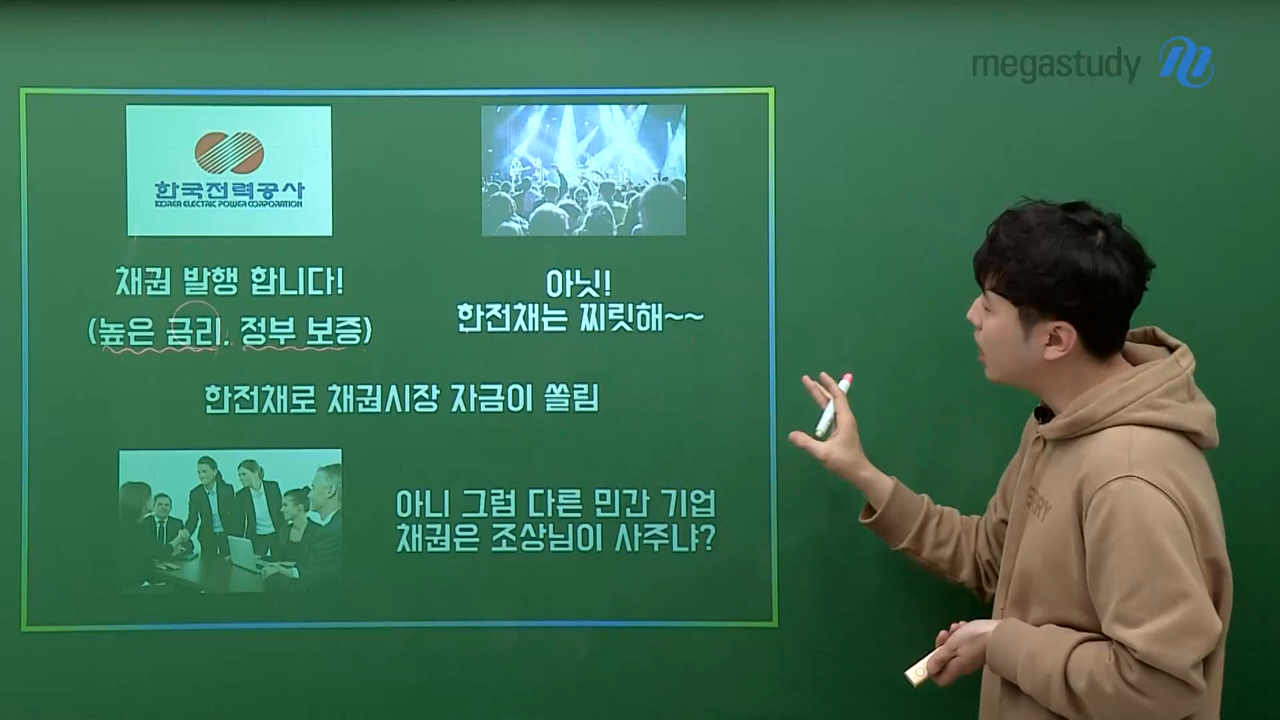 megastudy
한국전력공사
KOREA ELECTRIC POWER CORPORATION
채권 발행 합니다!
(높은 금리, 정부 보증)
아닛!
한전채는 찌릿해~~
한전채로 채권시장 자금이 쏠림
아니 그럼 다른 민간 기업
채권은 조상님이 사주냐?